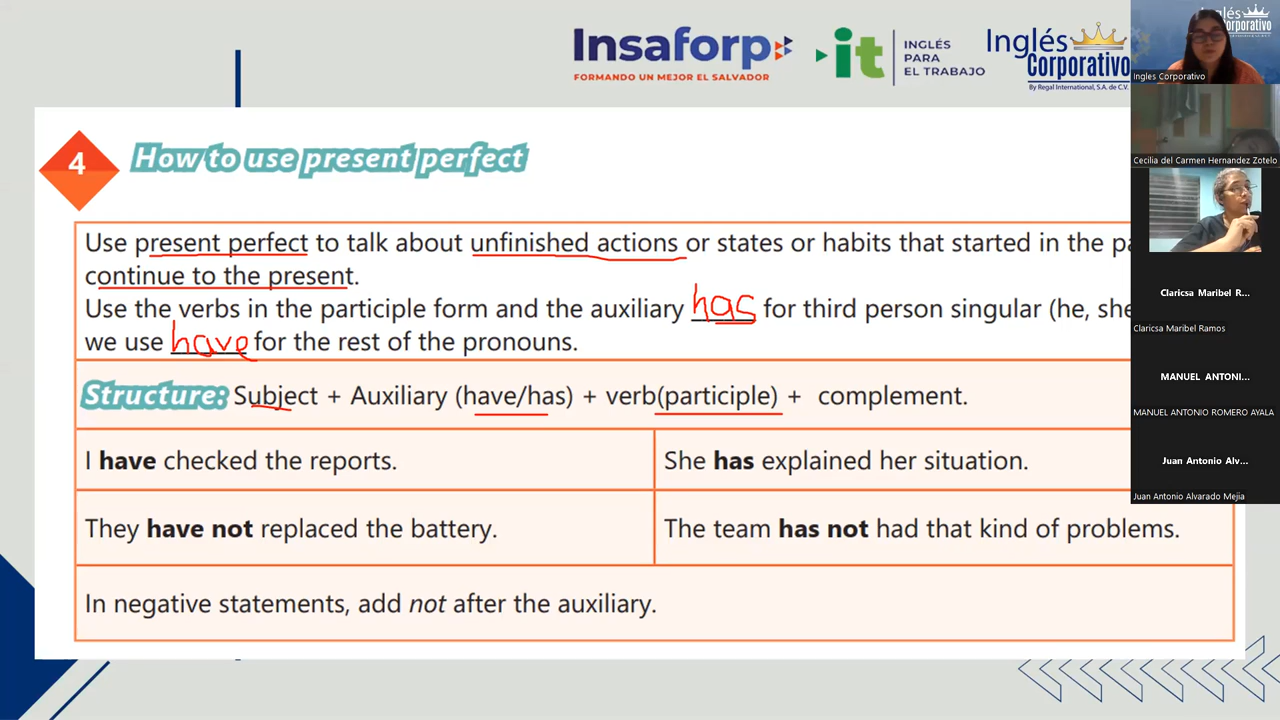 Insaforp
FORMANDO UN MEJOR EL SALVADOR
it
INGLÉS
PARA
EL TRABAJO
Inglés
Corporativo
By Regal International, S.A. de C.V.
4
How to use present perfect
Use present perfect to talk about unfinished actions or states or habits that started in the pa
continue to the present.
Use the verbs in the participle form and the auxiliary has for third person singular (he, she
we use have for the rest of the pronouns.
Structure: Subject + Auxiliary (have/has) + verb(participle) + complement.
I have checked the reports.
She has explained her situation.
They have not replaced the battery.
The team has not had that kind of problems.
In negative statements, add not after the auxiliary.
Inglés
Corporativo
Ingles Corporativo
Cecilia del Carmen Hernandez Zotelo
Claricsa Maribel R...
Claricsa Maribel Ramos
MANUEL ANTONI...
MANUEL ANTONIO ROMERO AYALA
Juan Antonio Alv...
Juan Antonio Alvarado Mejia